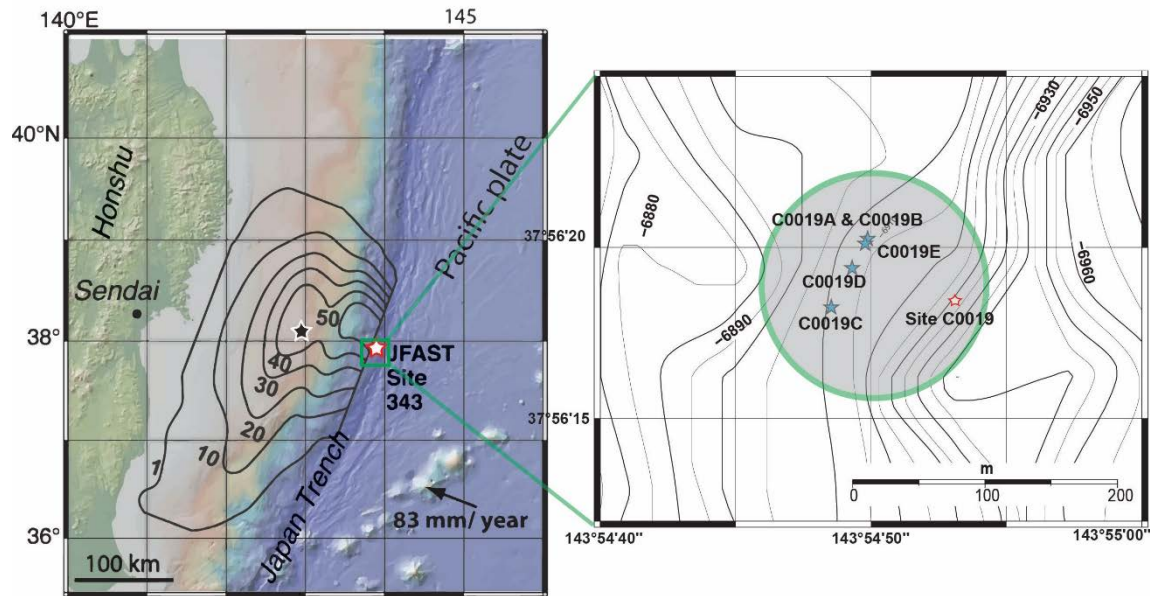 140°E
145
40°N
38°
36°
Honshu
Sendai
Pacific plate
Japan Trench
JFAST
Site
343
50
40
30
20
10
1
83 mm/ year
100 km
−6930
−6950
−6880
−6890
−6980
−6960
37°56'20
37°56'15
C0019A & C0019B
C0019E
C0019D
C0019C
Site C0019
m
0
100
200
143°54'40"
143°54'50"
143°55'00"